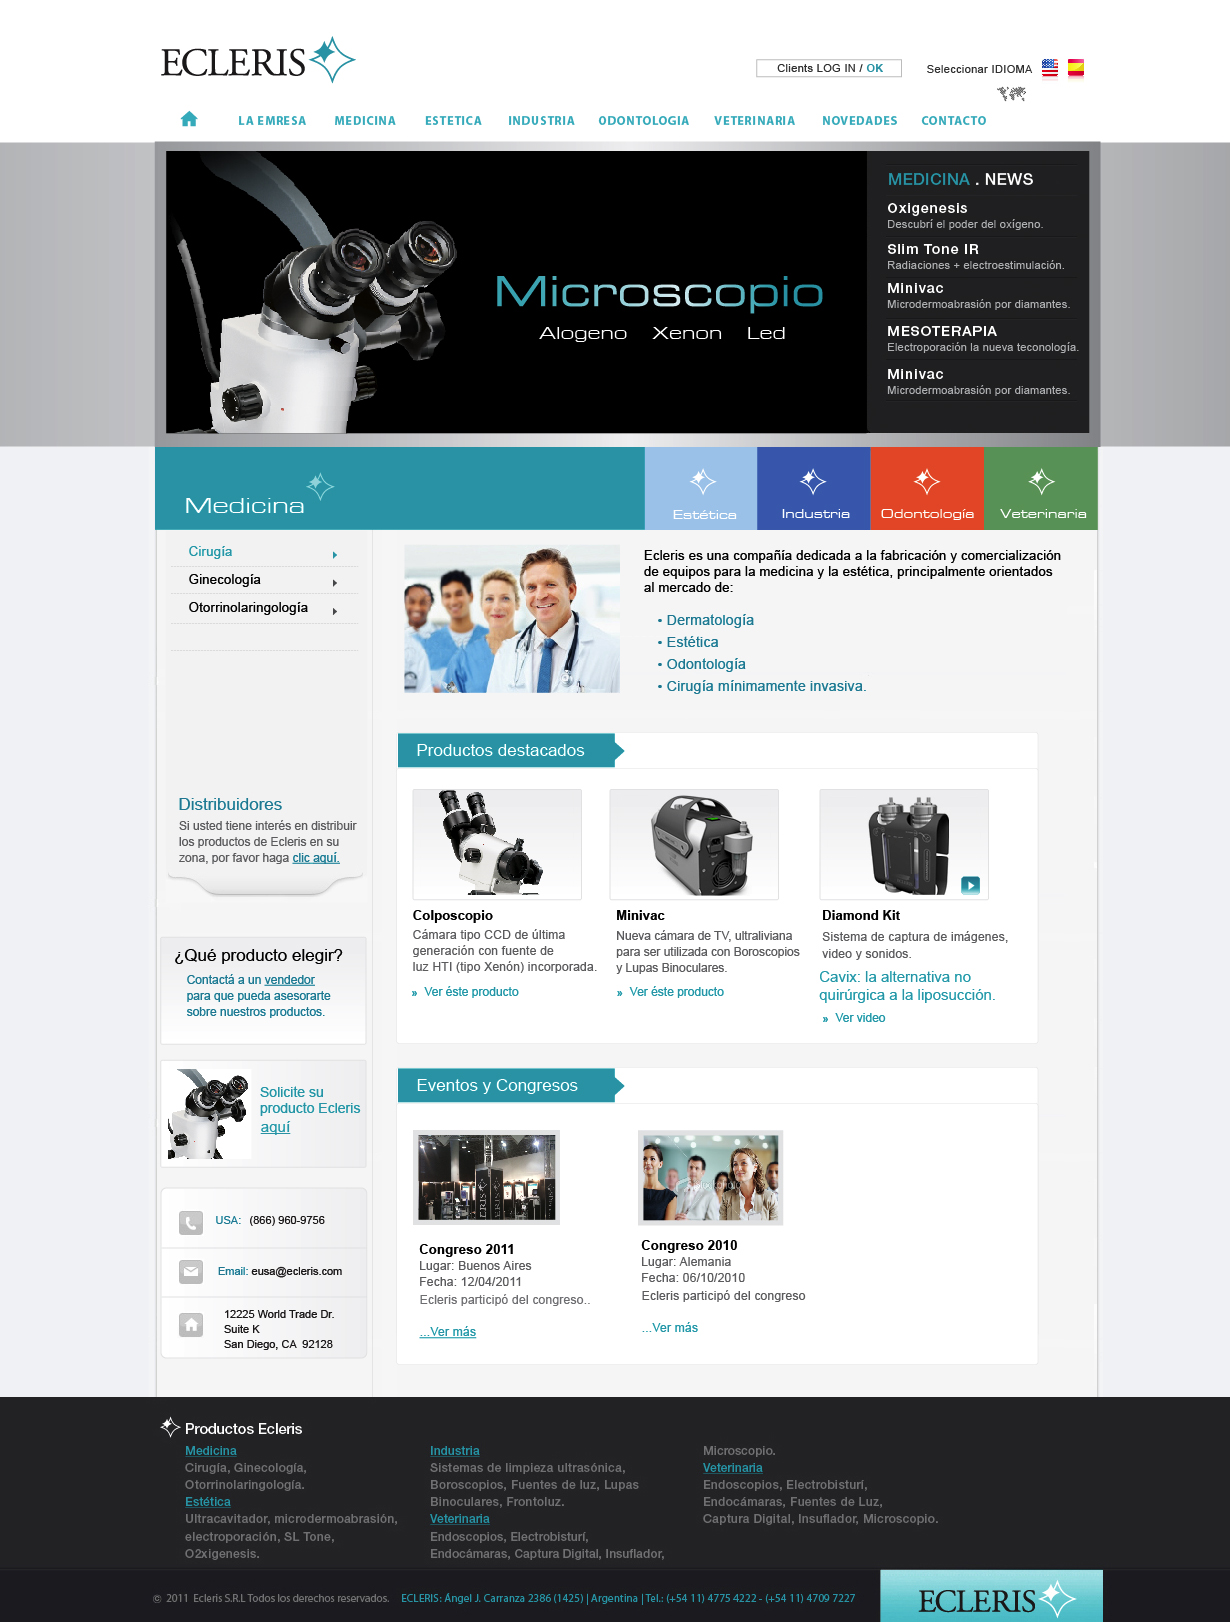 ECLERIS
Clients LOG IN / OK
Seleccionar IDIOMA
LA EMRESA MEDICINA ESTETICA INDUSTRIA ODONTOLOGIA VETERINARIA NOVEDADES CONTACTO
Microscopio
Alogeno Xenon Led
MEDICINA . NEWS
Oxigenesis
Descubrí el poder del oxígeno.
Slim Tone IR
Radiaciones + electroestimulación.
Minivac
Microdermoabrasión por diamantes.
MESOTERAPIA
Electroporación la nueva teconología.
Minivac
Microdermoabrasión por diamantes.
Medicina
Estética
Industria
Odontología
Veterinaria
Cirugía
Ginecología
Otorrinolaringología
Ecleris es una compañía dedicada a la fabricación y comercialización
de equipos para la medicina y la estética, principalmente orientados
al mercado de:
• Dermatología
• Estética
• Odontología
• Cirugía mínimamente invasiva.
Distribuidores
Si usted tiene interés en distribuir
los productos de Ecleris en su
zona, por favor haga clic aquí.
¿Qué producto elegir?
Contactá a un vendedor
para que pueda asesorarte
sobre nuestros productos.
Solicite su
producto Ecleris
aquí
USA: (866) 960-9756
Email: eusa@ecleris.com
12225 World Trade Dr.
Suite K
San Diego, CA 92128
Productos destacados
Colposcopio
Cámara tipo CCD de última
generación con fuente de
luz HTI (tipo Xenón) incorporada.
» Ver éste producto
Minivac
Nueva cámara de TV, ultraliviana
para ser utilizada con Boroscopios
y Lupas Binoculares.
» Ver éste producto
Diamond Kit
Sistema de captura de imágenes,
video y sonidos.
Cavix: la alternativa no
quirúrgica a la liposucción.
» Ver video
Eventos y Congresos
ECLERIS
Congreso 2011
Lugar: Buenos Aires
Fecha: 12/04/2011
Ecleris participó del congreso..
...Ver más
Congreso 2010
Lugar: Alemania
Fecha: 06/10/2010
Ecleris participó del congreso
...Ver más
Productos Ecleris
Medicina
Cirugía, Ginecología,
Otorrinolaringología.
Estética
Ultracavitador, microdermoabrasión,
electroporación, SL Tone,
O2xigenesis.
Industria
Sistemas de limpieza ultrasónica,
Boroscopios, Fuentes de luz, Lupas
Binoculares, Frontoluz.
Veterinaria
Endoscopios, Electrobisturí,
Endocámaras, Captura Digital, Insuflador,
Microscopio.
Veterinaria
Endoscopios, Electrobisturí,
Endocámaras, Fuentes de Luz,
Captura Digital, Insuflador, Microscopio.
© 2011 Ecleris S.R.L Todos los derechos reservados. ECLERIS: Ángel J. Carranza 2386 (1425) | Argentina | Tel.: (+54 11) 4775 4222 - (+54 11) 4709 7227
ECLERIS